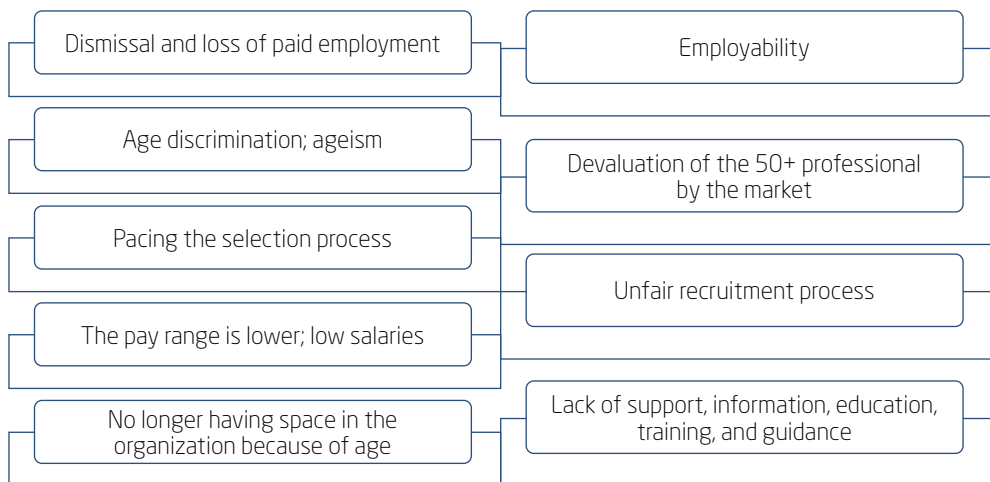 Dismissal and loss of paid employment
Age discrimination; ageism
Pacing the selection process
The pay range is lower; low salaries
No longer having space in the
organization because of age
Employability
Devaluation of the 50+ professional
by the market
Unfair recruitment process
Lack of support, information, education,
training, and guidance